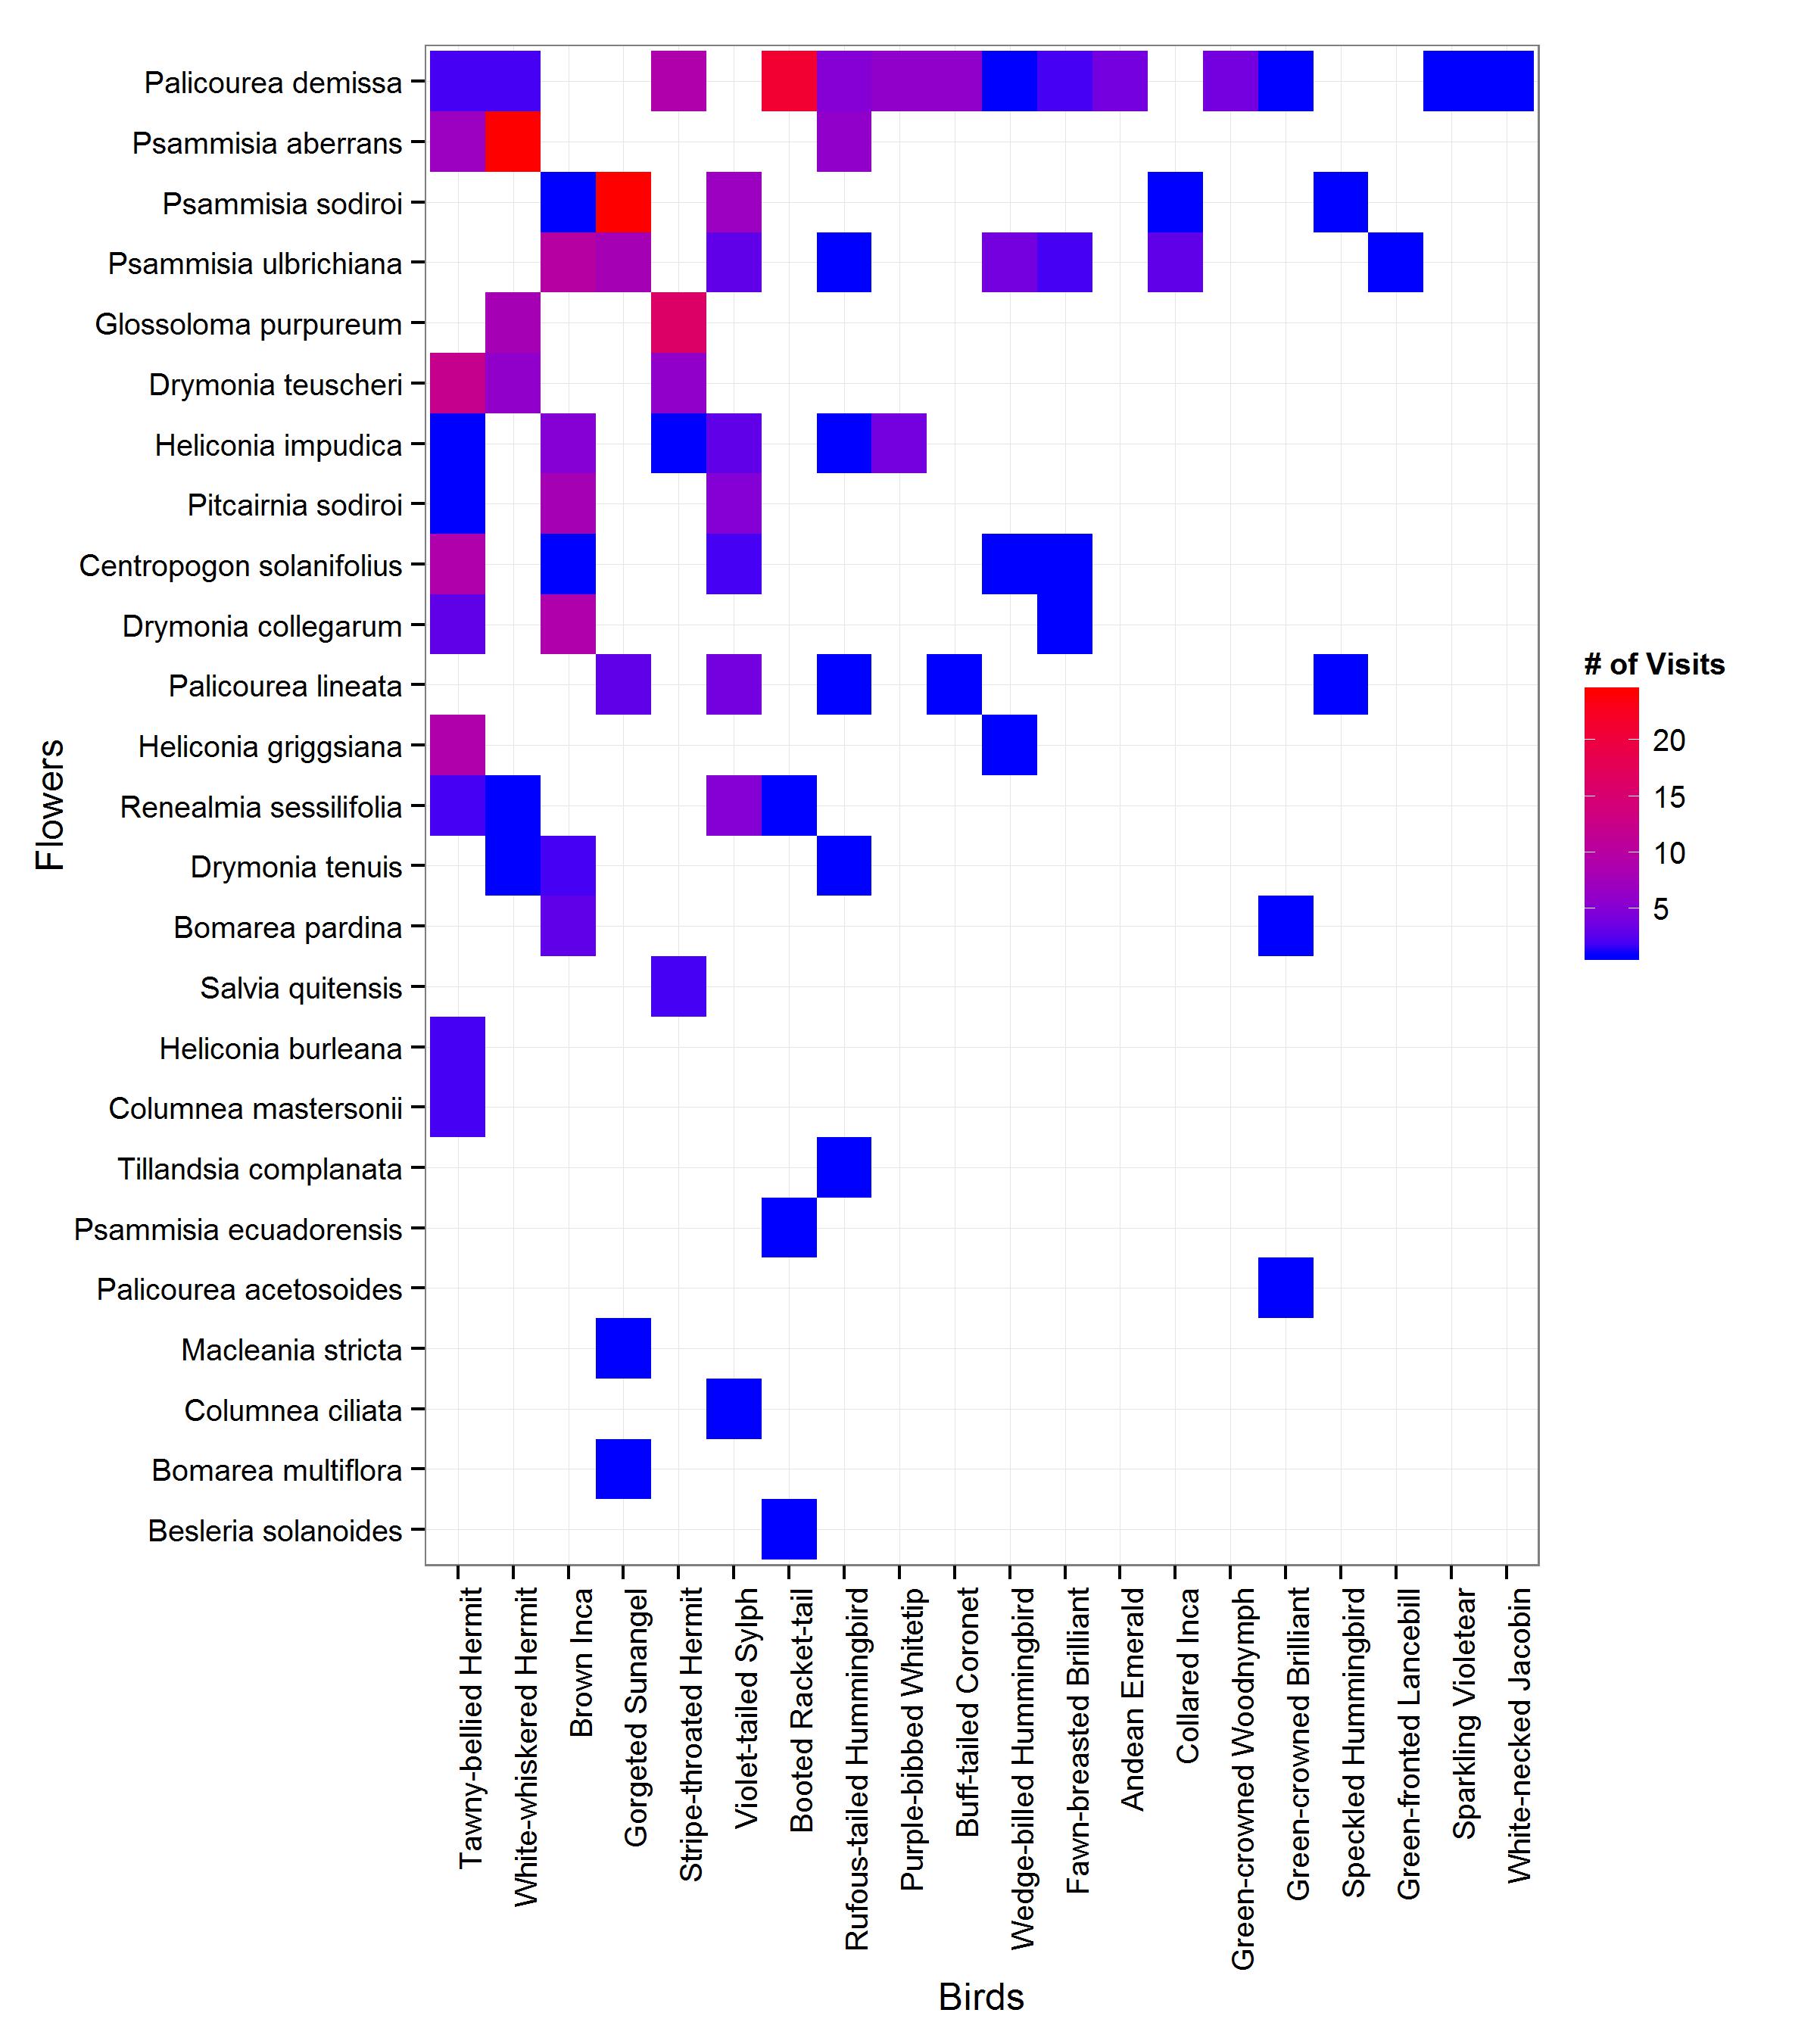 Palicourea demissa
Psammisia aberrans
Psammisia sodiroi
Psammisia ulbrichiana
Glossoloma purpureum
Drymonia teuscheri
Heliconia impudica
Pitcairnia sodiroi
Centropogon solanifolius
Drymonia collegarum
Palicourea lineata
Heliconia griggsiana
Renealmia sessilifolia
Drymonia tenuis
Bomarea pardina
Salvia quitensis
Heliconia burleana
Columnea mastersonii
Tillandsia complanata
Psammisia ecuadorensis
Palicourea acetosoides
Macleania stricta
Columnea ciliata
Bomarea multiflora
Besleria solanoides
Flowers
Tawny-bellied Hermit
White-whiskered Hermit
Brown Inca
Gorgeted Sunangel
Stripe-throated Hermit
Violet-tailed Sylph
Booted Racket-tail
Rufous-tailed Hummingbird
Purple-bibbed Whitetip
Buff-tailed Coronet
Wedge-billed Hummingbird
Fawn-breasted Brilliant
Andean Emerald
Collared Inca
Green-crowned Woodnymph
Green-crowned Brilliant
Speckled Hummingbird
Green-fronted Lancebill
Sparkling Violetear
White-necked Jacobin
Birds
# of Visits
20
15
10
5